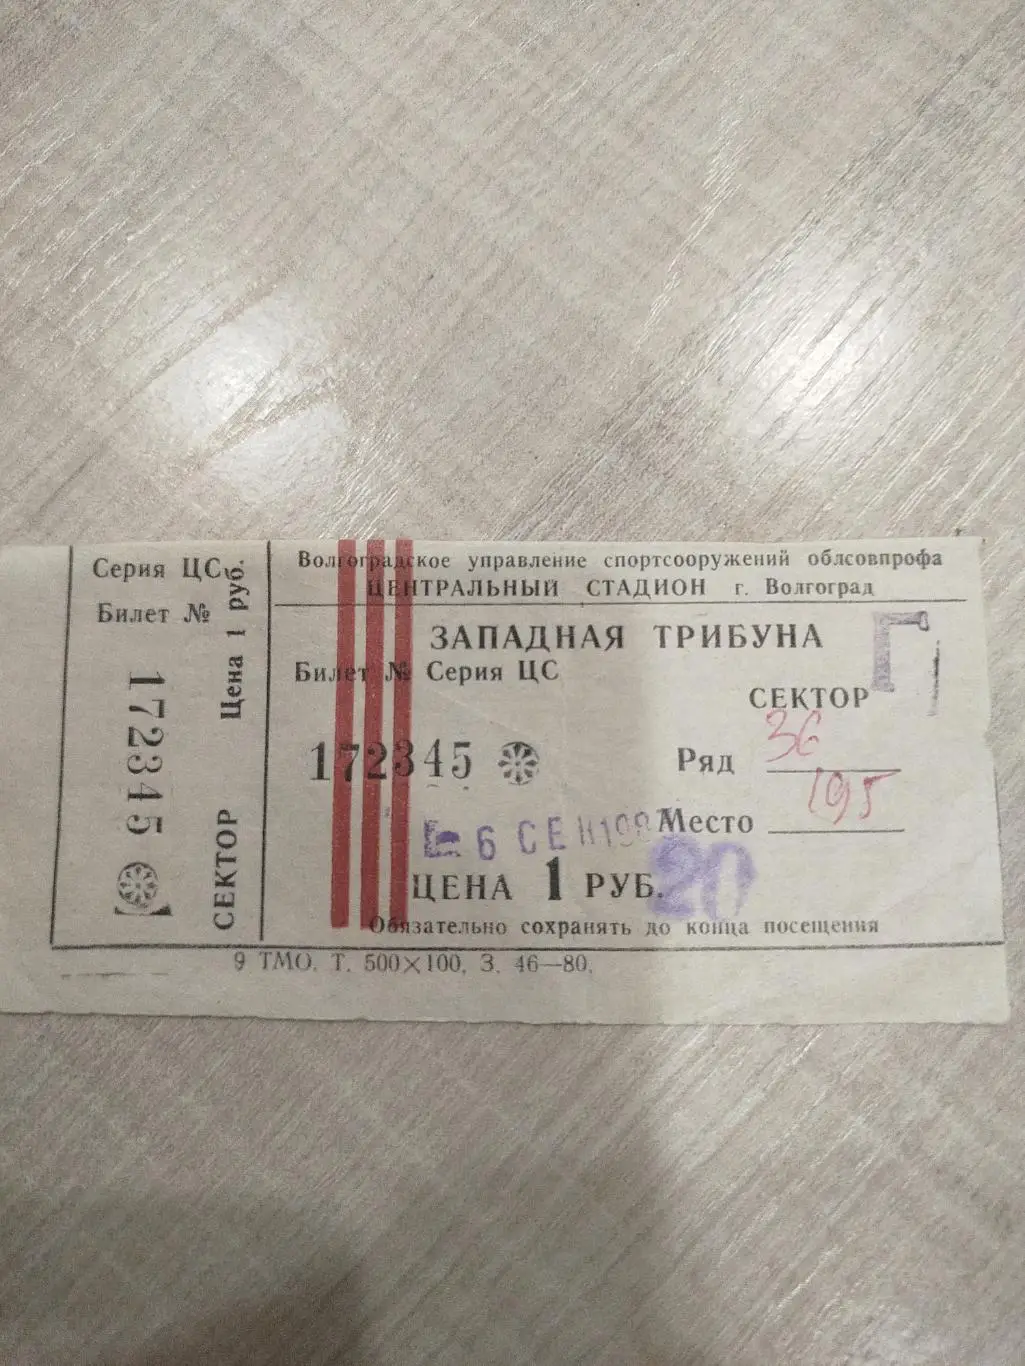 Серия ЦС
Билет №
172345
Цена 1 руб.
СЕКТОР
Волгоградское управление спортсооружений облсовпрофа
ЦЕНТРАЛЬНЫЙ СТАДИОН г. Волгоград
ЗАПАДНАЯ ТРИБУНА
Билет № Серия ЦС
СЕКТОР Г
172345
Ряд 36
Место 195
6 СЕН
ЦЕНА 1 РУБ.
20
Обязательно сохранять до конца посещения
9 ТМО. Т. 500×100, З. 46—80.